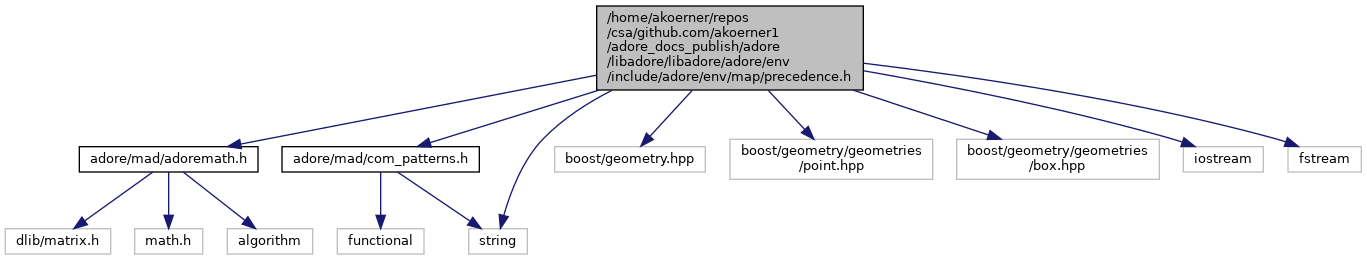 /home/akoerner/repos
/csa/github.com/akoerner1
/adore_docs_publish/adore
/libadore/libadore/adore/env
/include/adore/env/map/precedence.h
adore/mad/adoremath.h
adore/mad/com_patterns.h
boost/geometry.hpp
boost/geometry/geometries
/point.hpp
boost/geometry/geometries
/box.hpp
iostream
fstream
dlib/matrix.h
math.h
algorithm
functional
string